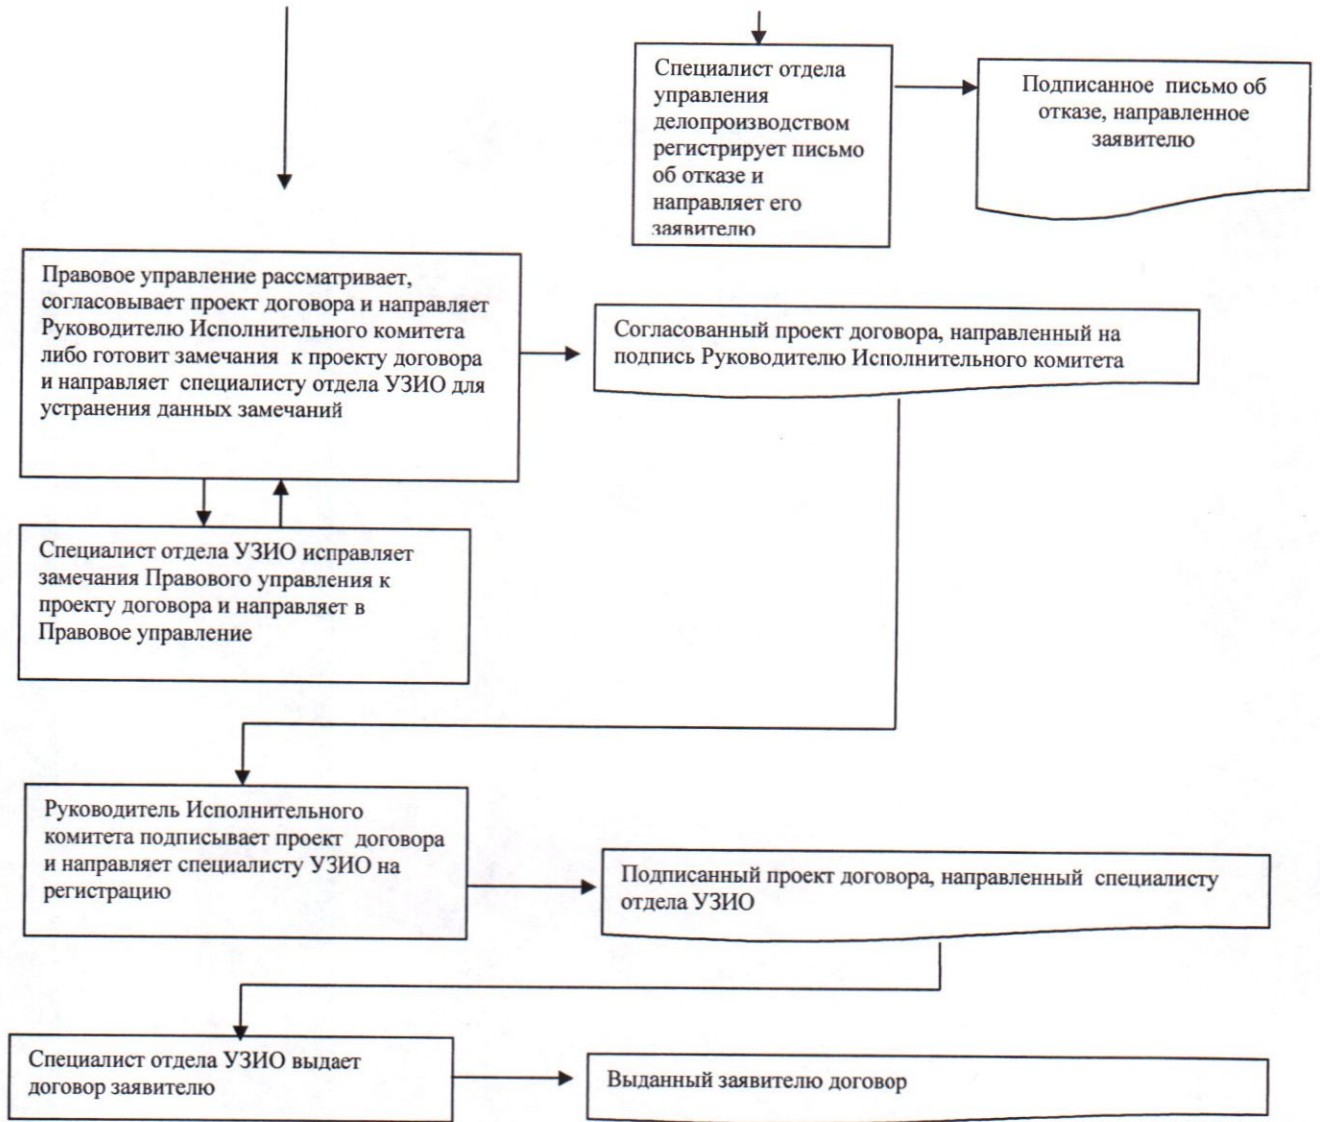 Специалист отдела
управления
делопроизводством
регистрирует письмо
об отказе и
направляет его
заявителю
Подписанное письмо об
отказе, направленное
заявителю
Правовое управление рассматривает,
согласовывает проект договора и направляет
Руководителю Исполнительного комитета
либо готовит замечания к проекту договора
и направляет специалисту отдела УЗИО для
устранения данных замечаний
Согласованный проект договора, направленный на
подпись Руководителю Исполнительного комитета
Специалист отдела УЗИО исправляет
замечания Правового управления к
проекту договора и направляет в
Правовое управление
Руководитель Исполнительного
комитета подписывает проект договора
и направляет специалисту УЗИО на
регистрацию
Подписанный проект договора, направленный специалисту
отдела УЗИО
Специалист отдела УЗИО выдает
договор заявителю
Выданный заявителю договор